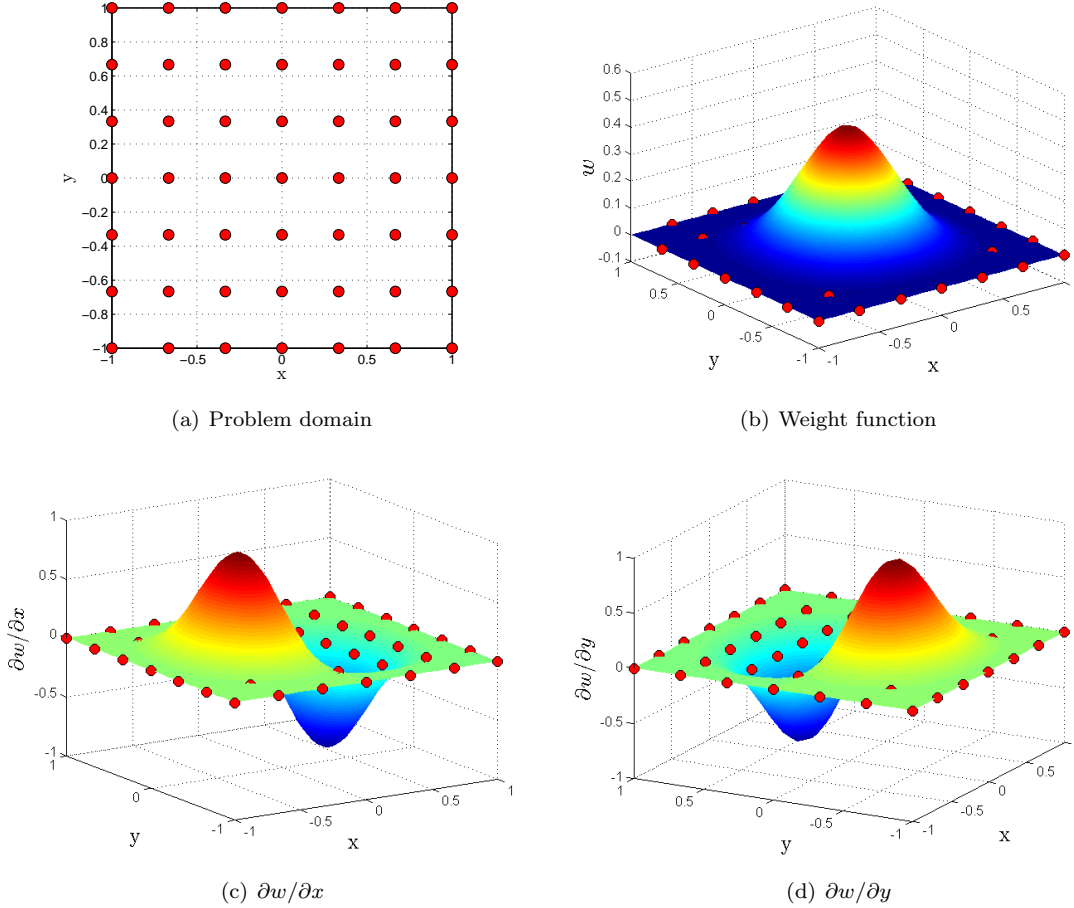 1
0.8
0.6
0.4
0.2
0
−0.2
−0.4
−0.6
−0.8
−1
y
−1 −0.5 0 0.5 1
x
(a) Problem domain
0.6
0.5
0.4
0.3
0.2
0.1
0
-0.1
w
1 0.5 0 -0.5 -1
y
-1 -0.5 0 0.5
x
(b) Weight function
1
0.5
0
-0.5
-1
∂w/∂x
1 0 -1
y
-1 -0.5 0 0.5 1
x
(c) ∂w/∂x
1
0.5
0
-0.5
-1
∂w/∂y
1 0.5 0 -0.5 -1
y
-1 -0.5 0 0.5
x
(d) ∂w/∂y